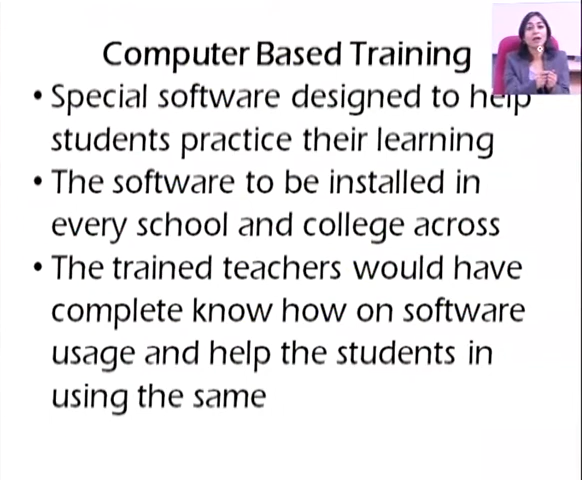 Computer Based Training
• Special software designed to help
students practice their learning
• The software to be installed in
every school and college across
• The trained teachers would have
complete know how on software
usage and help the students in
using the same